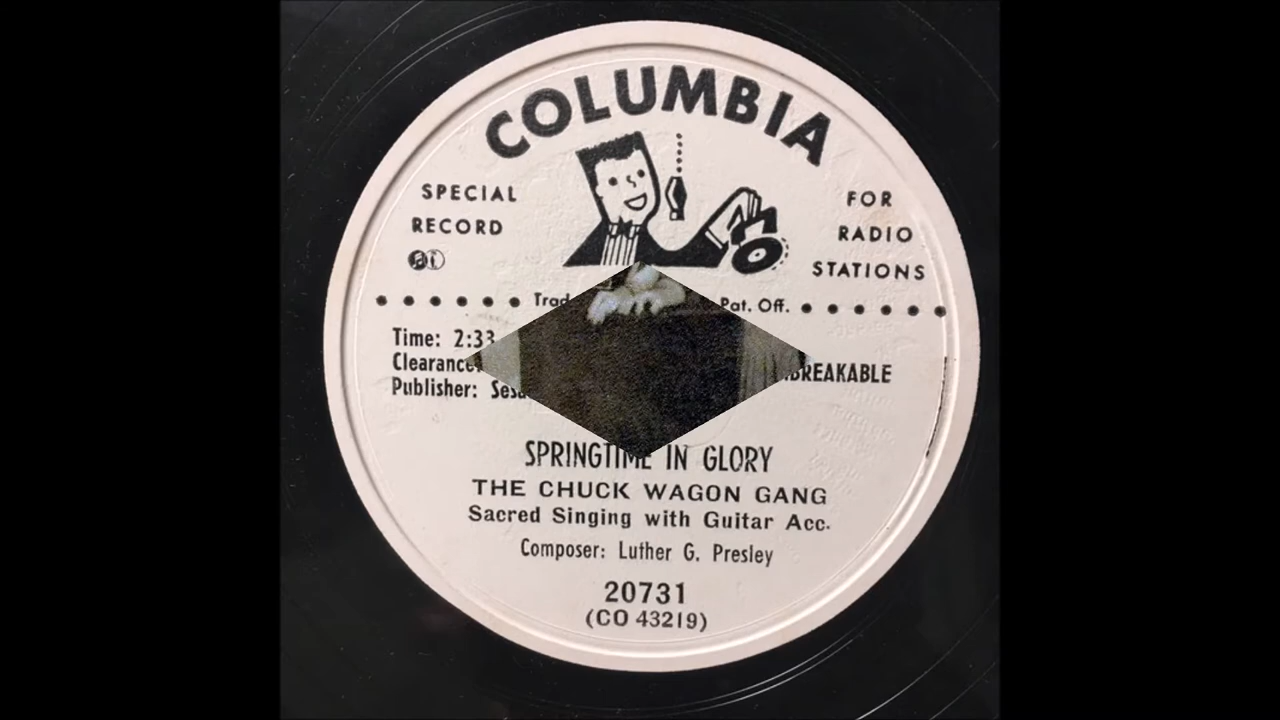 COLUMBIA
SPECIAL
RECORD
FOR
RADIO
STATIONS
Pat. Off.
Time: 2:33
BREAKABLE
SPRINGTIME IN GLORY
THE CHUCK WAGON GANG
Sacred Singing with Guitar Acc.
Composer: Luther G. Presley
20731
(CO 43219)
Clearance:
Publisher: